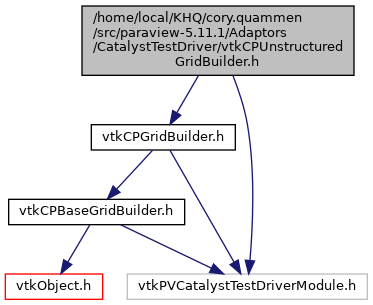 /home/local/KHQ/cory.quammen
/src/paraview-5.11.1/Adaptors
/CatalystTestDriver/vtkCPUnstructured
GridBuilder.h
vtkCPGridBuilder.h
vtkCPBaseGridBuilder.h
vtkObject.h
vtkPVCatalystTestDriverModule.h